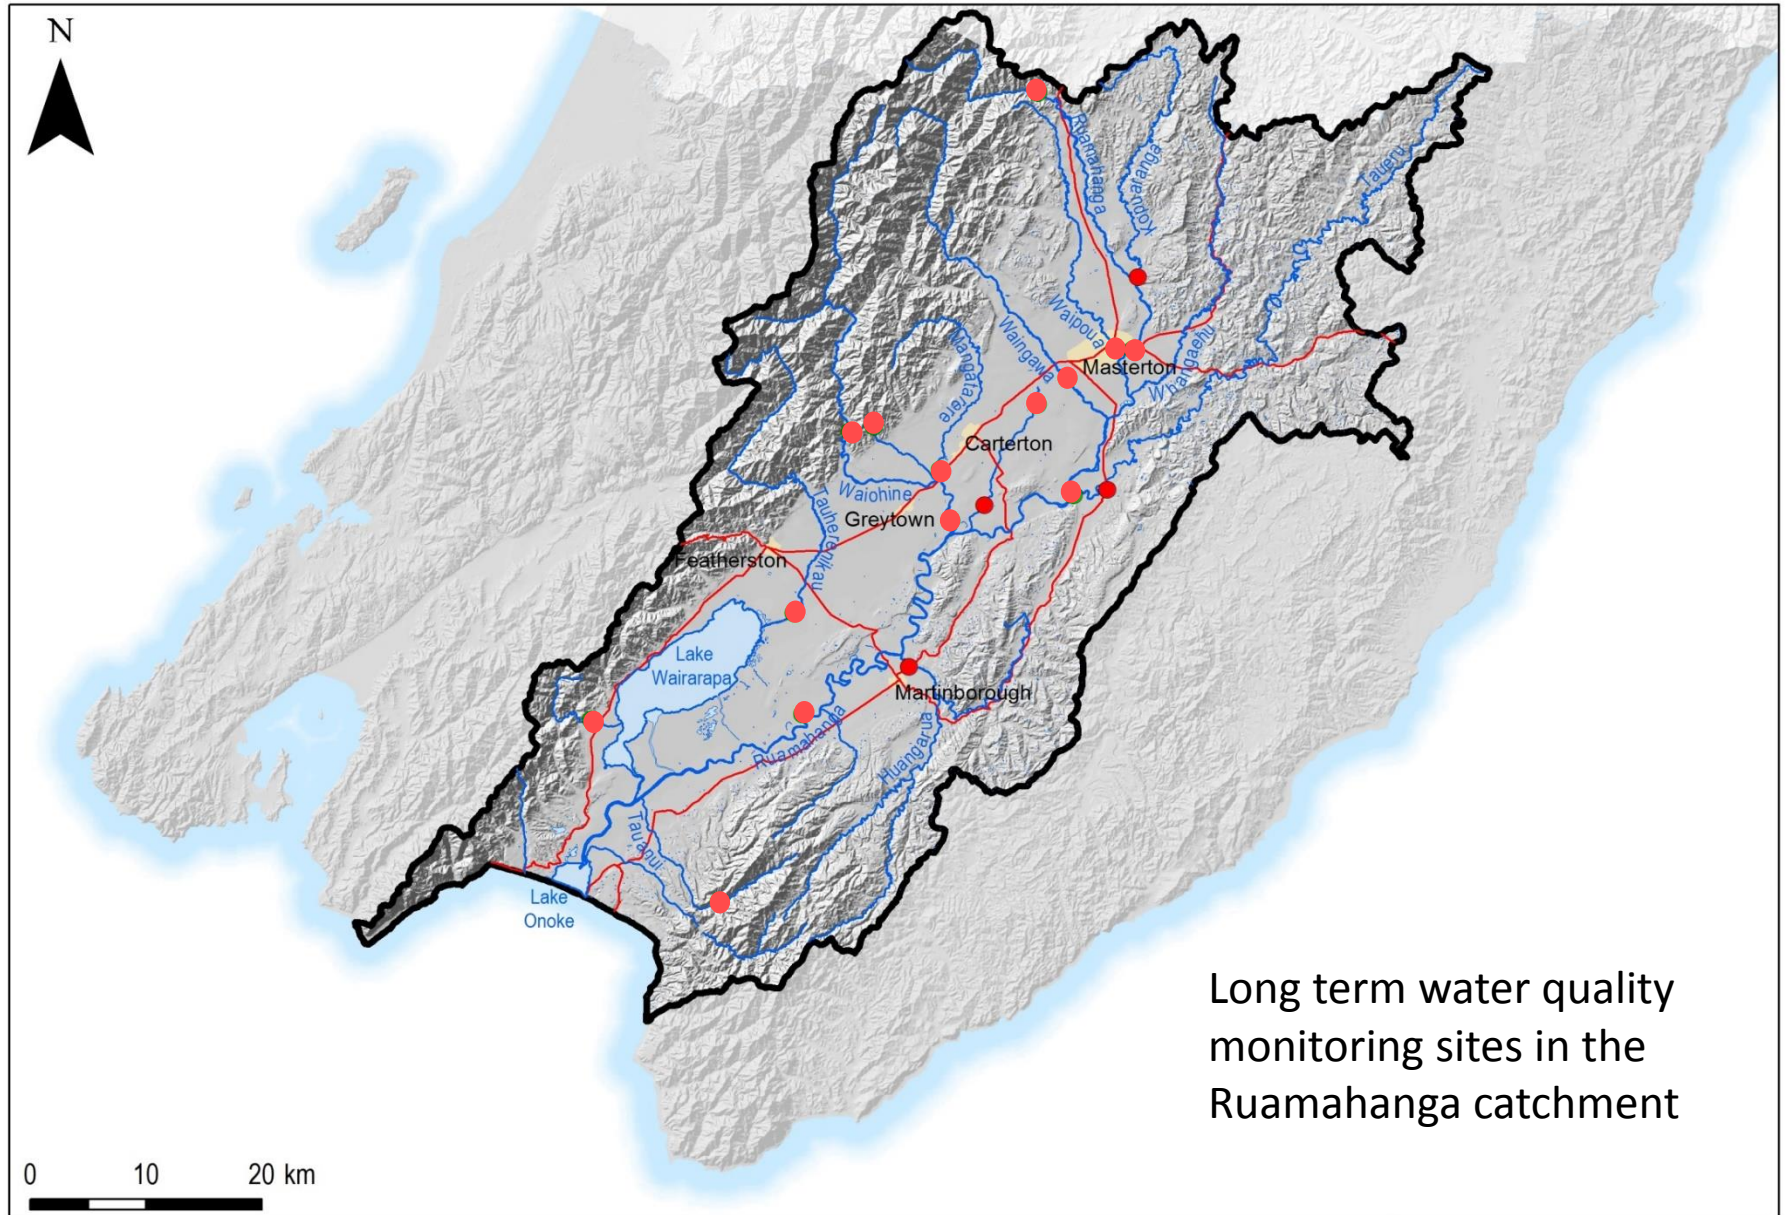 N
Ruamahanga
Kopuaranga
Taueru
Waipoua
Waingawa
Mangatarere
Masterton
Whangaehu
Carterton
Waiohine
Greytown
Tauherenikau
Featherston
Lake
Wairarapa
Martinborough
Ruamahanga
Huangarua
Tauranui
Lake
Onoke
Long term water quality
monitoring sites in the
Ruamahanga catchment
0 10 20 km